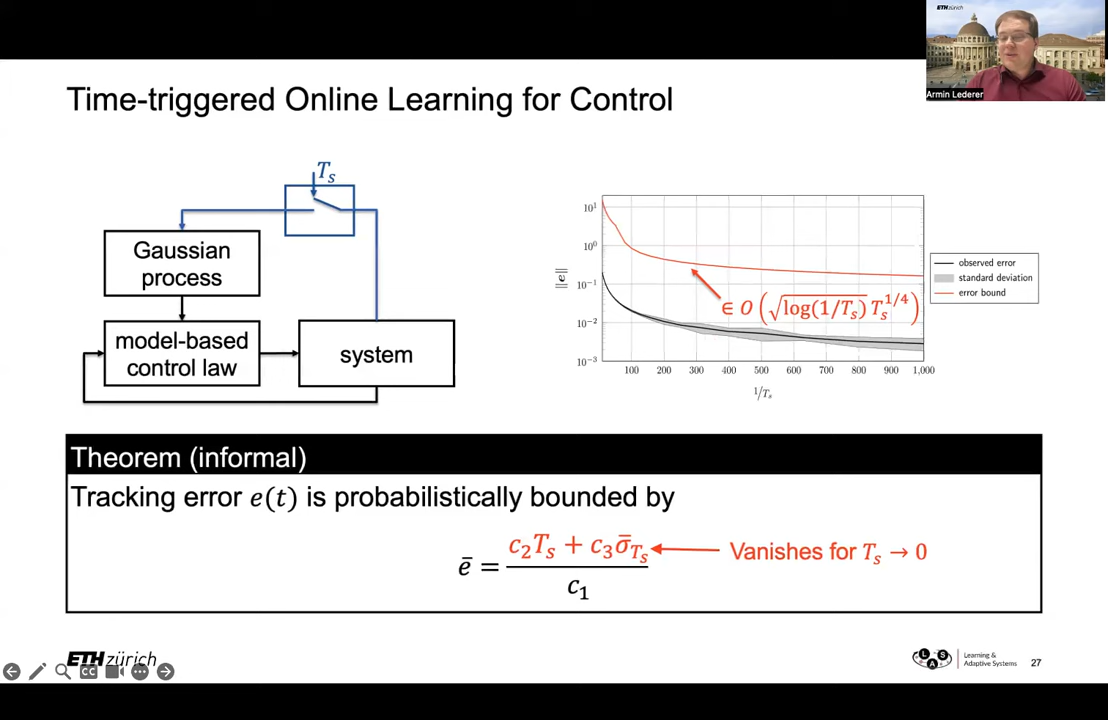 ETH zürich
Armin Lederer
Time-triggered Online Learning for Control
T_s
Gaussian
process
model-based
control law
system
10^1
10^0
10^{-1}
10^{-2}
10^{-3}
||e||
100 200 300 400 500 600 700 800 900 1,000
1/T_s
∈ O(√log(1/T_s) T_s^{1/4})
observed error
standard deviation
error bound
Theorem (informal)
Tracking error e(t) is probabilistically bounded by
ē = (c_2T_s + c_3σ̄_{T_s}) / c_1
Vanishes for T_s → 0
ETH zürich
CC
L A S
Learning &
Adaptive Systems
27